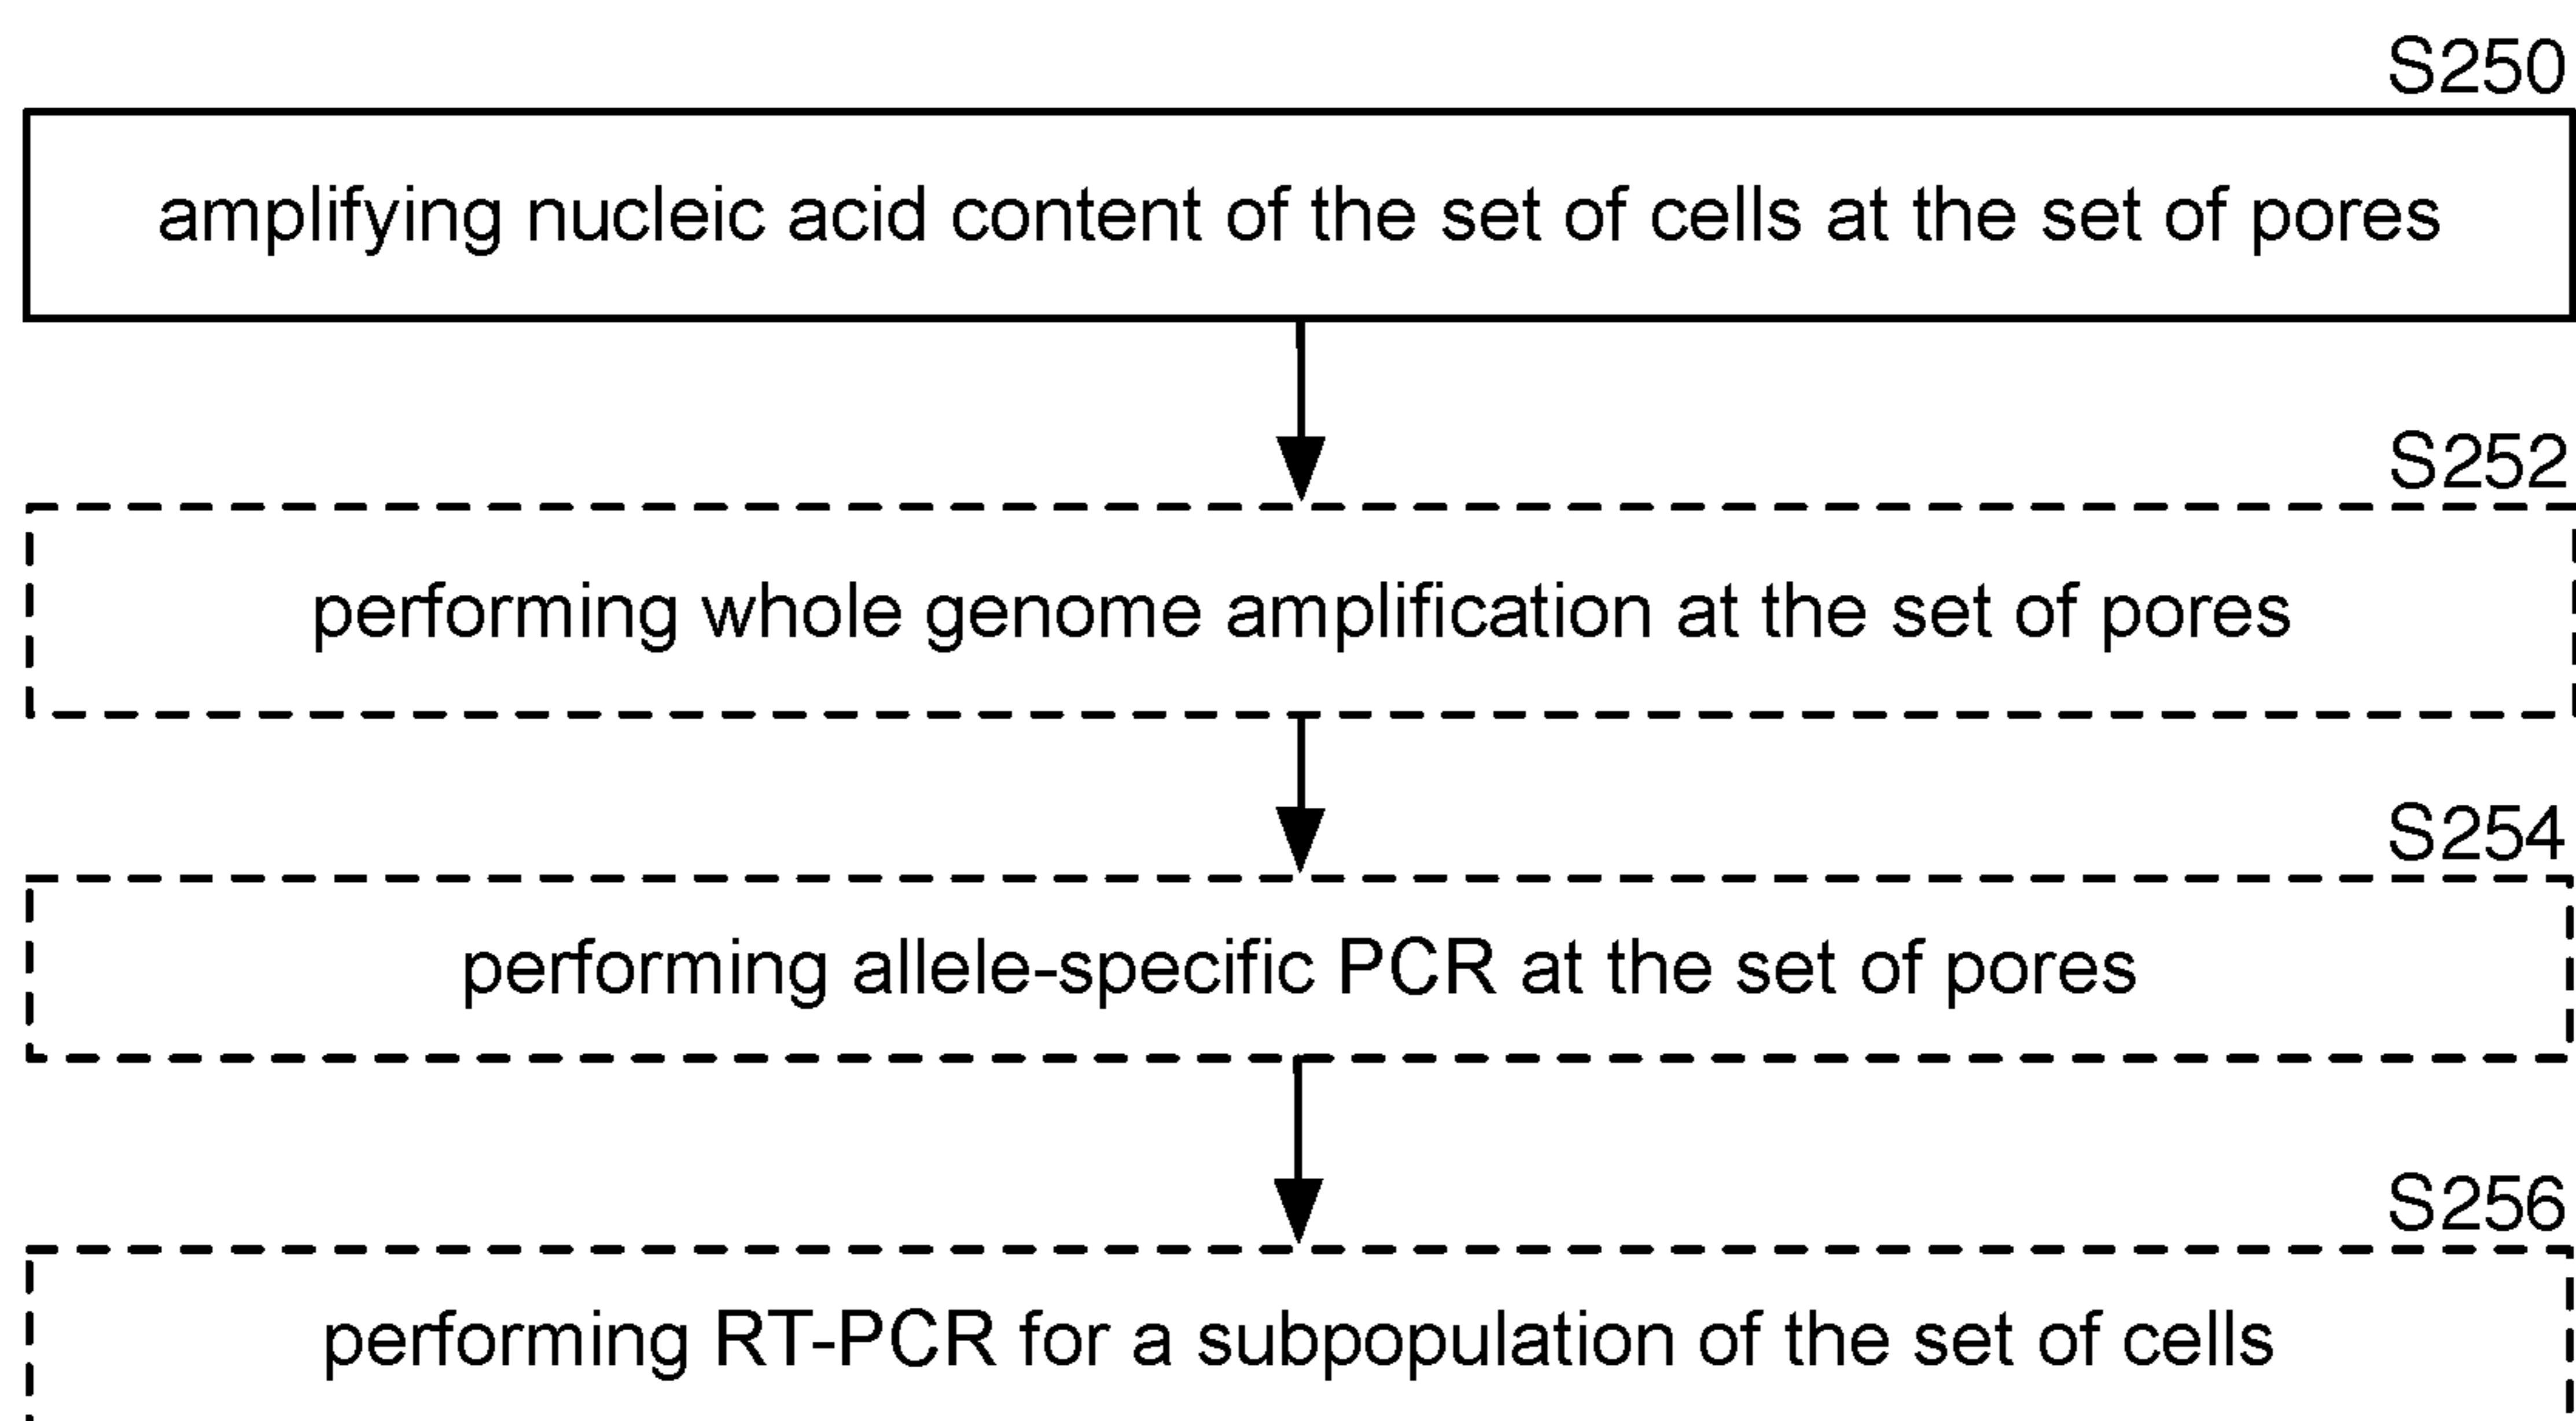 S250
amplifying nucleic acid content of the set of cells at the set of pores
S252
performing whole genome amplification at the set of pores
S254
performing allele-specific PCR at the set of pores
S256
performing RT-PCR for a subpopulation of the set of cells